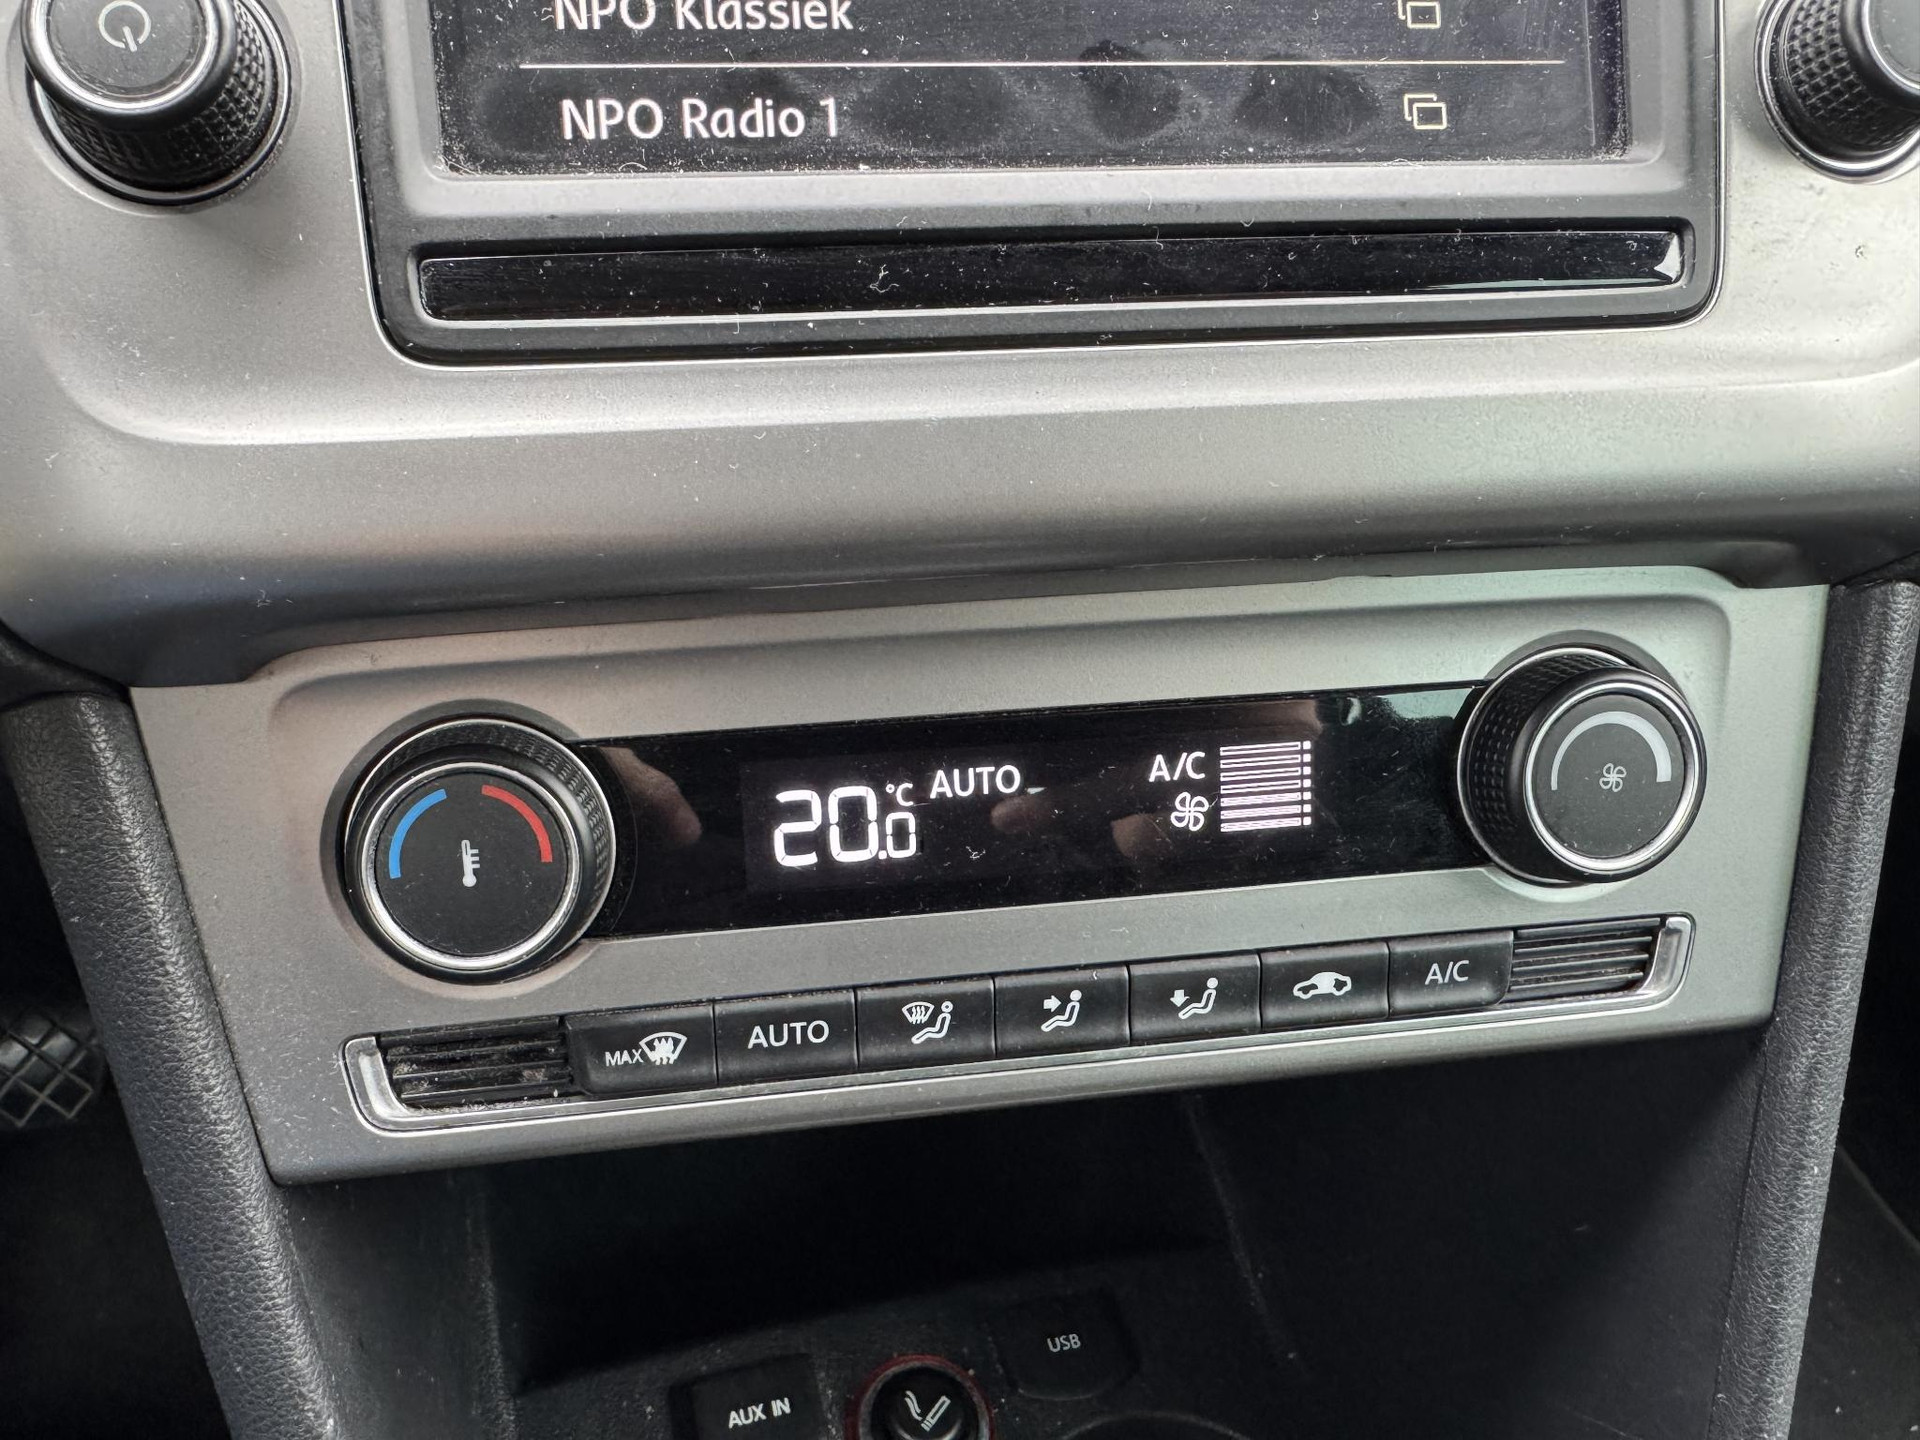 NPO Klassiek
NPO Radio 1
20.0 °C AUTO
A/C
MAX
AUTO
A/C
USB
AUX IN